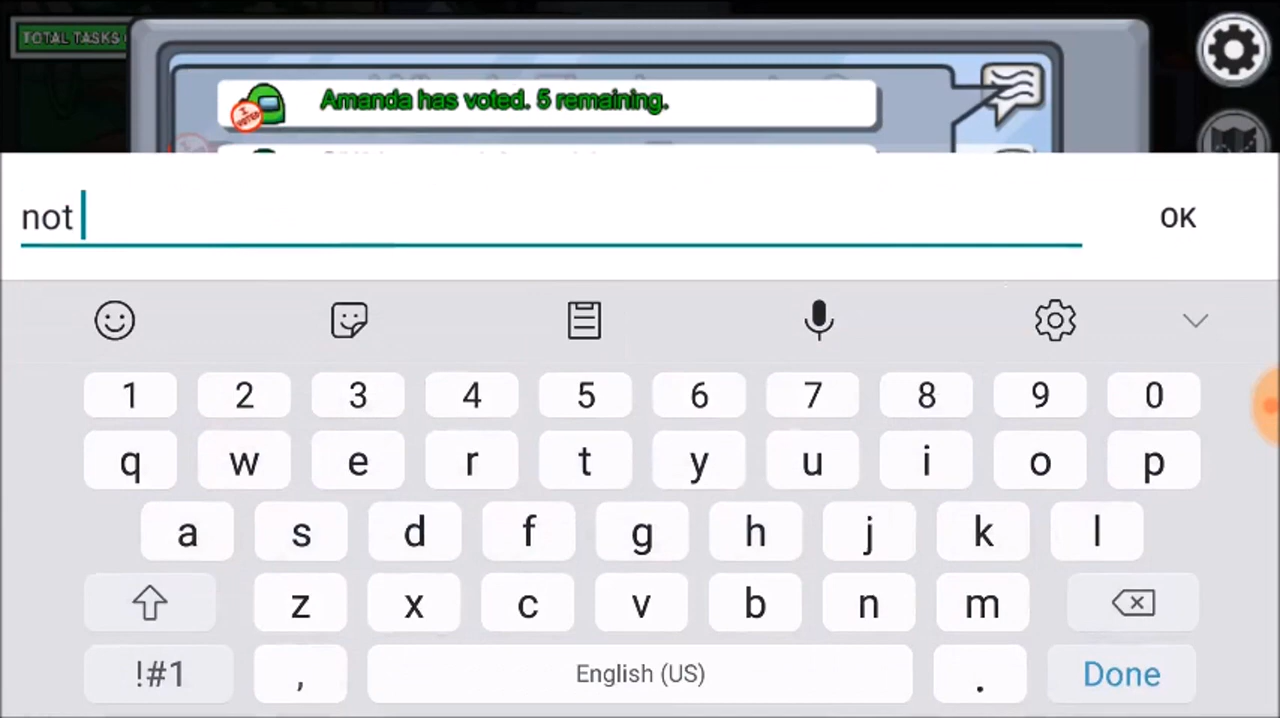 TOTAL TASKS
Amanda has voted. 5 remaining.
I VOTED
not
OK
1 2 3 4 5 6 7 8 9 0
q w e r t y u i o p
a s d f g h j k l
z x c v b n m
!#1 , English (US) . Done